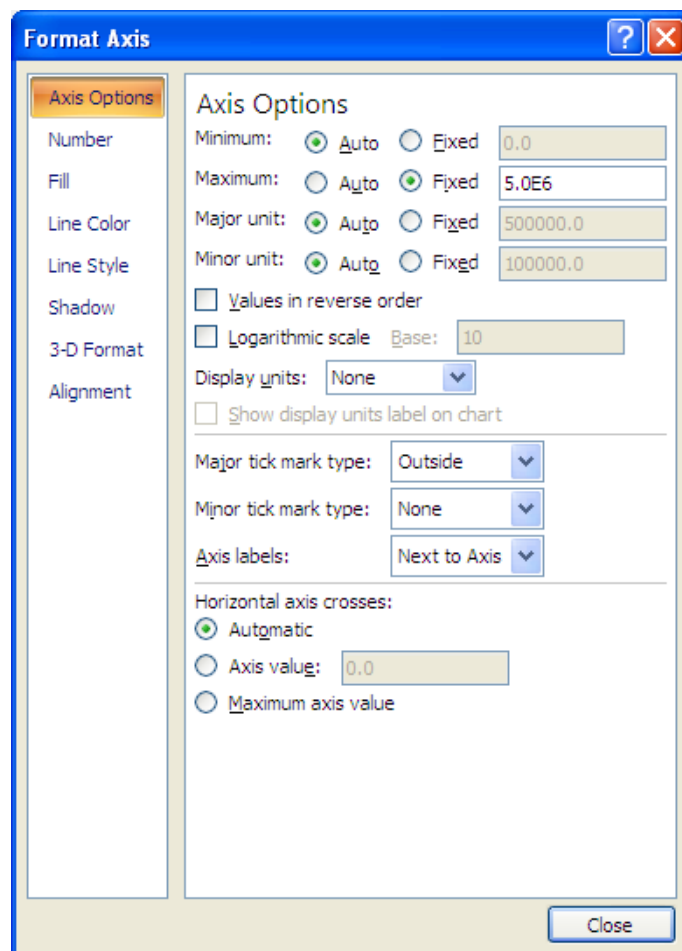 Format Axis
Axis Options
Number
Fill
Line Color
Line Style
Shadow
3-D Format
Alignment
Axis Options
Minimum: Auto Fixed 0.0
Maximum: Auto Fixed 5.0E6
Major unit: Auto Fixed 500000.0
Minor unit: Auto Fixed 100000.0
Values in reverse order
Logarithmic scale Base: 10
Display units: None
Show display units label on chart
Major tick mark type: Outside
Minor tick mark type: None
Axis labels: Next to Axis
Horizontal axis crosses:
Automatic
Axis value: 0.0
Maximum axis value
Close